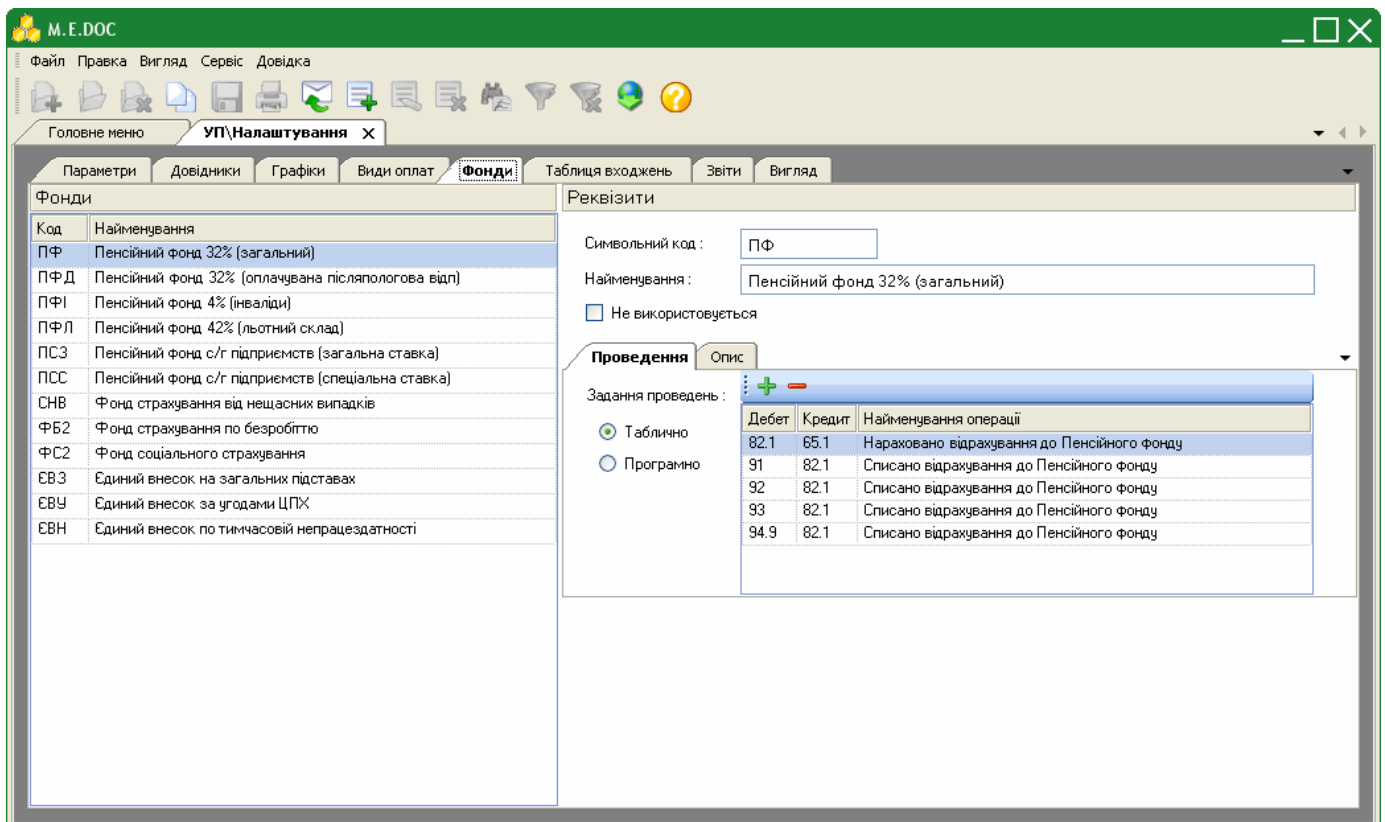 M.E.DOC
Файл Правка Вигляд Сервіс Довідка
Головне меню УП\Налаштування X
Параметри Довідники Графіки Види оплат Фонди Таблиця входжень Звіти Вигляд
Фонди
Код Найменування
ПФ Пенсійний фонд 32% (загальний)
ПФД Пенсійний фонд 32% (оплачувана післяпологова відп)
ПФІ Пенсійний фонд 4% (інваліди)
ПФЛ Пенсійний фонд 42% (льотний склад)
ПСЗ Пенсійний фонд с/г підприємств (загальна ставка)
ПСС Пенсійний фонд с/г підприємств (спеціальна ставка)
СНВ Фонд страхування від нещасних випадків
ФБ2 Фонд страхування по безробіттю
ФС2 Фонд соціального страхування
ЄВЗ Єдиний внесок на загальних підставах
ЄВУ Єдиний внесок за угодами ЦПХ
ЄВН Єдиний внесок по тимчасовій непрацездатності
Реквізити
Символьний код : ПФ
Найменування : Пенсійний фонд 32% (загальний)
Не використовується
Проведення Опис
Задання проведень :
Таблично
Програмно
Дебет Кредит Найменування операції
82.1 65.1 Нараховано відрахування до Пенсійного фонду
91 82.1 Списано відрахування до Пенсійного фонду
92 82.1 Списано відрахування до Пенсійного фонду
93 82.1 Списано відрахування до Пенсійного фонду
94.9 82.1 Списано відрахування до Пенсійного фонду